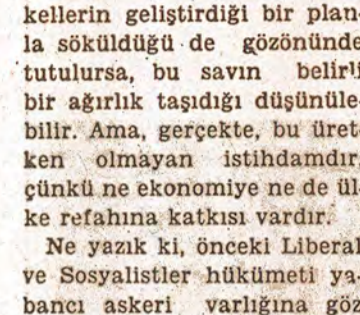 kellerin geliştirdiği bir plan
la söküldüğü de gözönünde
tutulursa, bu savın belirli
bir ağırlık taşıdığı düşünüle
bilir. Ama, gerçekte, bu üret
ken olmayan istihdamdır,
çünkü ne ekonomiye ne de ül
ke refahına katkısı vardır.
Ne yazık ki, önceki Liberal
ve Sosyalistler hükümeti ya-
bancı askeri varlığına göz